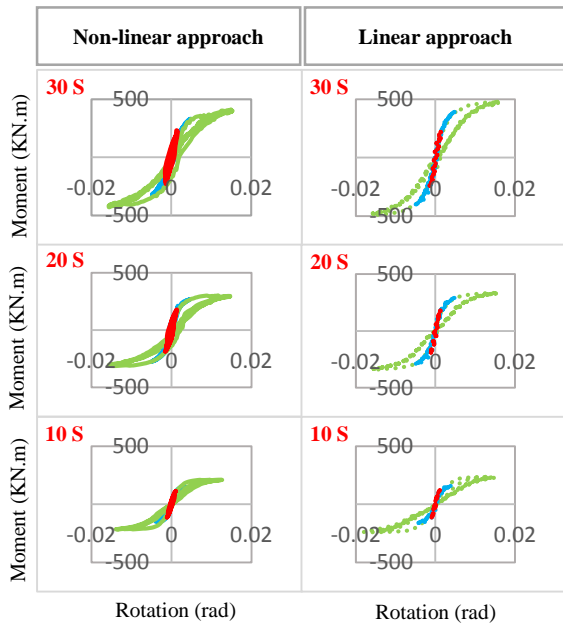 Non-linear approach
Linear approach
30 S
30 S
Moment (KN.m)
500
-0.02
0
0.02
-500
500
-0.02
0
0.02
-500
20 S
20 S
Moment (KN.m)
500
-0.02
0
0.02
-500
500
-0.02
0
0.02
-500
10 S
10 S
Moment (KN.m)
500
-0.02
0
0.02
-500
500
-0.02
0
0.02
-500
Rotation (rad)
Rotation (rad)